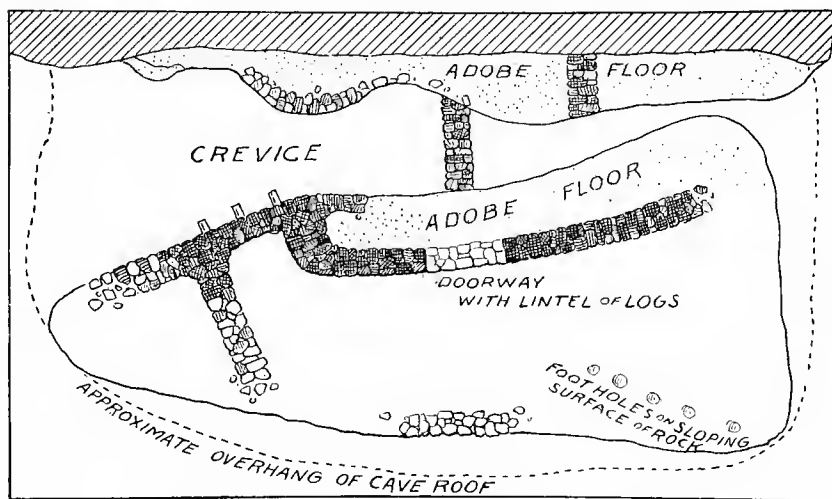 ADOBE FLOOR
CREVICE
ADOBE FLOOR
DOORWAY
WITH LINTEL OF LOGS
FOOT HOLES ON SLOPING
SURFACE OF ROCK
APPROXIMATE OVERHANG OF CAVE ROOF